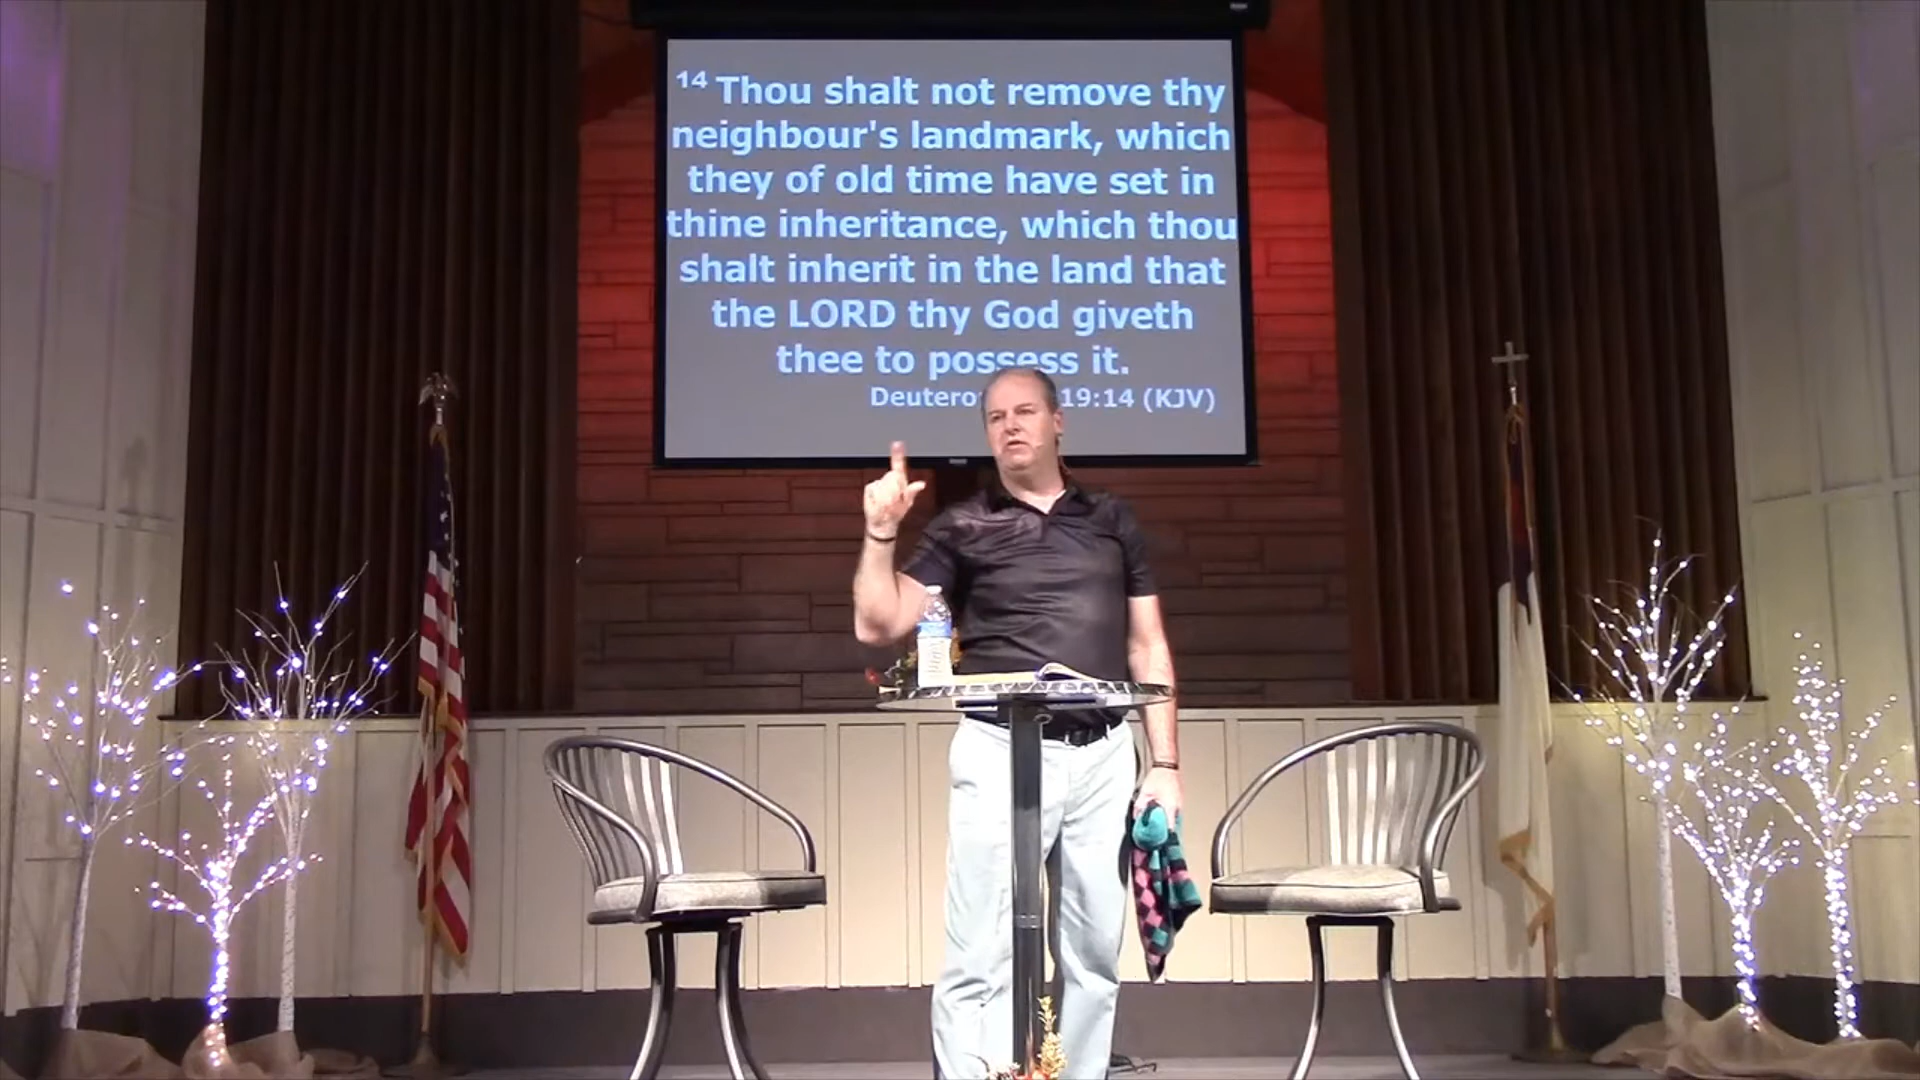 14 Thou shalt not remove thy
neighbour's landmark, which
they of old time have set in
thine inheritance, which thou
shalt inherit in the land that
the LORD thy God giveth
thee to possess it.
Deutero 19:14 (KJV)